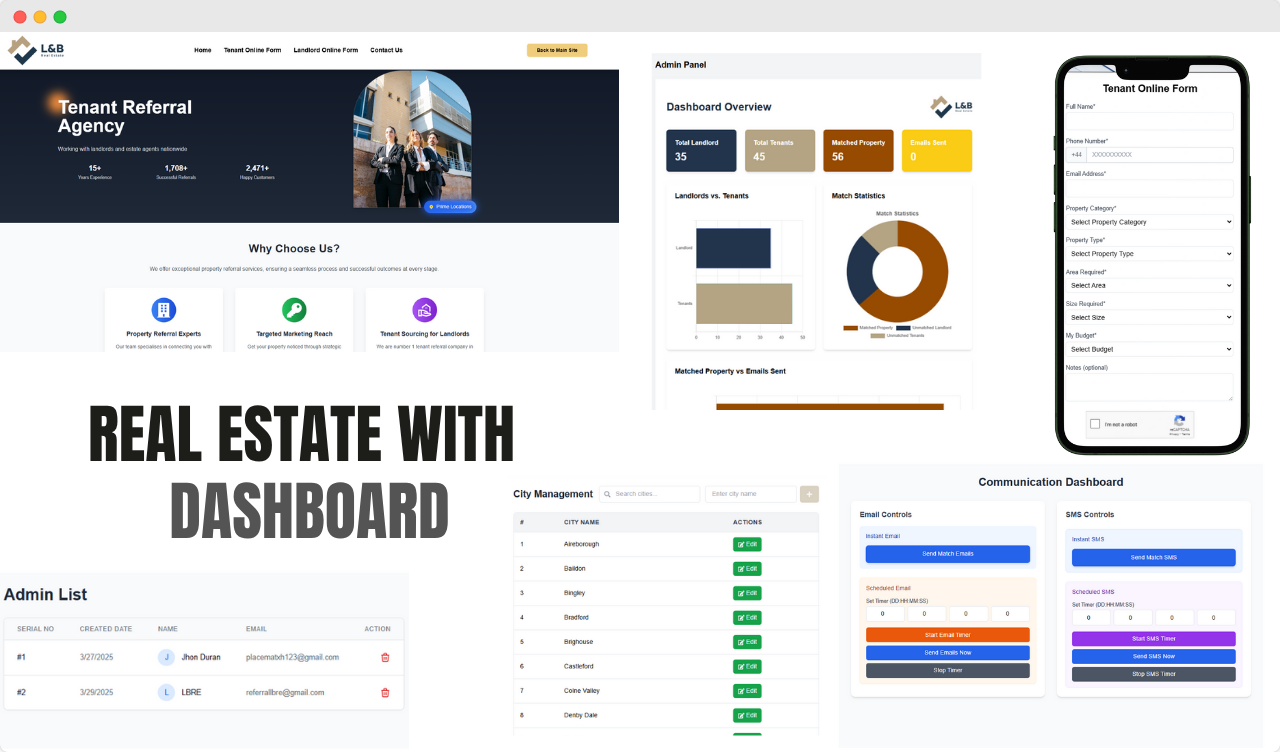 L&B
Real Estate
Home
Tenant Online Form
Landlord Online Form
Contact Us
Back to Main Site
Tenant Referral
Agency
Working with landlords and estate agents nationwide
15+
1,708+
2,471+
Years Experience
Successful Referrals
Happy Customers
Prime Locations
Why Choose Us?
We offer exceptional property referral services, ensuring a seamless process and successful outcomes at every stage.
Property Referral Experts
Targeted Marketing Reach
Tenant Sourcing for Landlords
Our team specialises in connecting you with
Get your property noticed through strategic
We are number 1 tenant referral company in
Admin Panel
Dashboard Overview
L&B
Real Estate
Total Landlord
35
Total Tenants
45
Matched Property
56
Emails Sent
0
Landlords vs. Tenants
Landlord
Tenants
0 10 20 30 40 50
Match Statistics
Match Statistics
Matched Property
Unmatched Landlord
Unmatched Tenants
Matched Property vs Emails Sent
Tenant Online Form
Full Name*
Phone Number*
+44 XXXXXXXXXX
Email Address*
Property Category*
Select Property Category
Property Type*
Select Property Type
Area Required*
Select Area
Size Required*
Select Size
My Budget*
Select Budget
Notes (optional)
I'm not a robot
reCAPTCHA
Privacy - Terms
REAL ESTATE WITH
DASHBOARD
Admin List
SERIAL NO CREATED DATE NAME EMAIL ACTION
#1 3/27/2025 J Jhon Duran placematxh123@gmail.com
#2 3/29/2025 L LBRE referrallbre@gmail.com
City Management
Search cities...
Enter city name
+
# CITY NAME ACTIONS
1 Aireborough Edit
2 Baildon Edit
3 Bingley Edit
4 Bradford Edit
5 Brighouse Edit
6 Castleford Edit
7 Colne Valley Edit
8 Denby Dale Edit
Communication Dashboard
Email Controls
Instant Email
Send Match Emails
Scheduled Email
Set Timer (DD:HH:MM:SS)
0 0 0 0
Start Email Timer
Send Emails Now
Stop Timer
SMS Controls
Instant SMS
Send Match SMS
Scheduled SMS
Set Timer (DD:HH:MM:SS)
0 0 0 0
Start SMS Timer
Send SMS Now
Stop SMS Timer